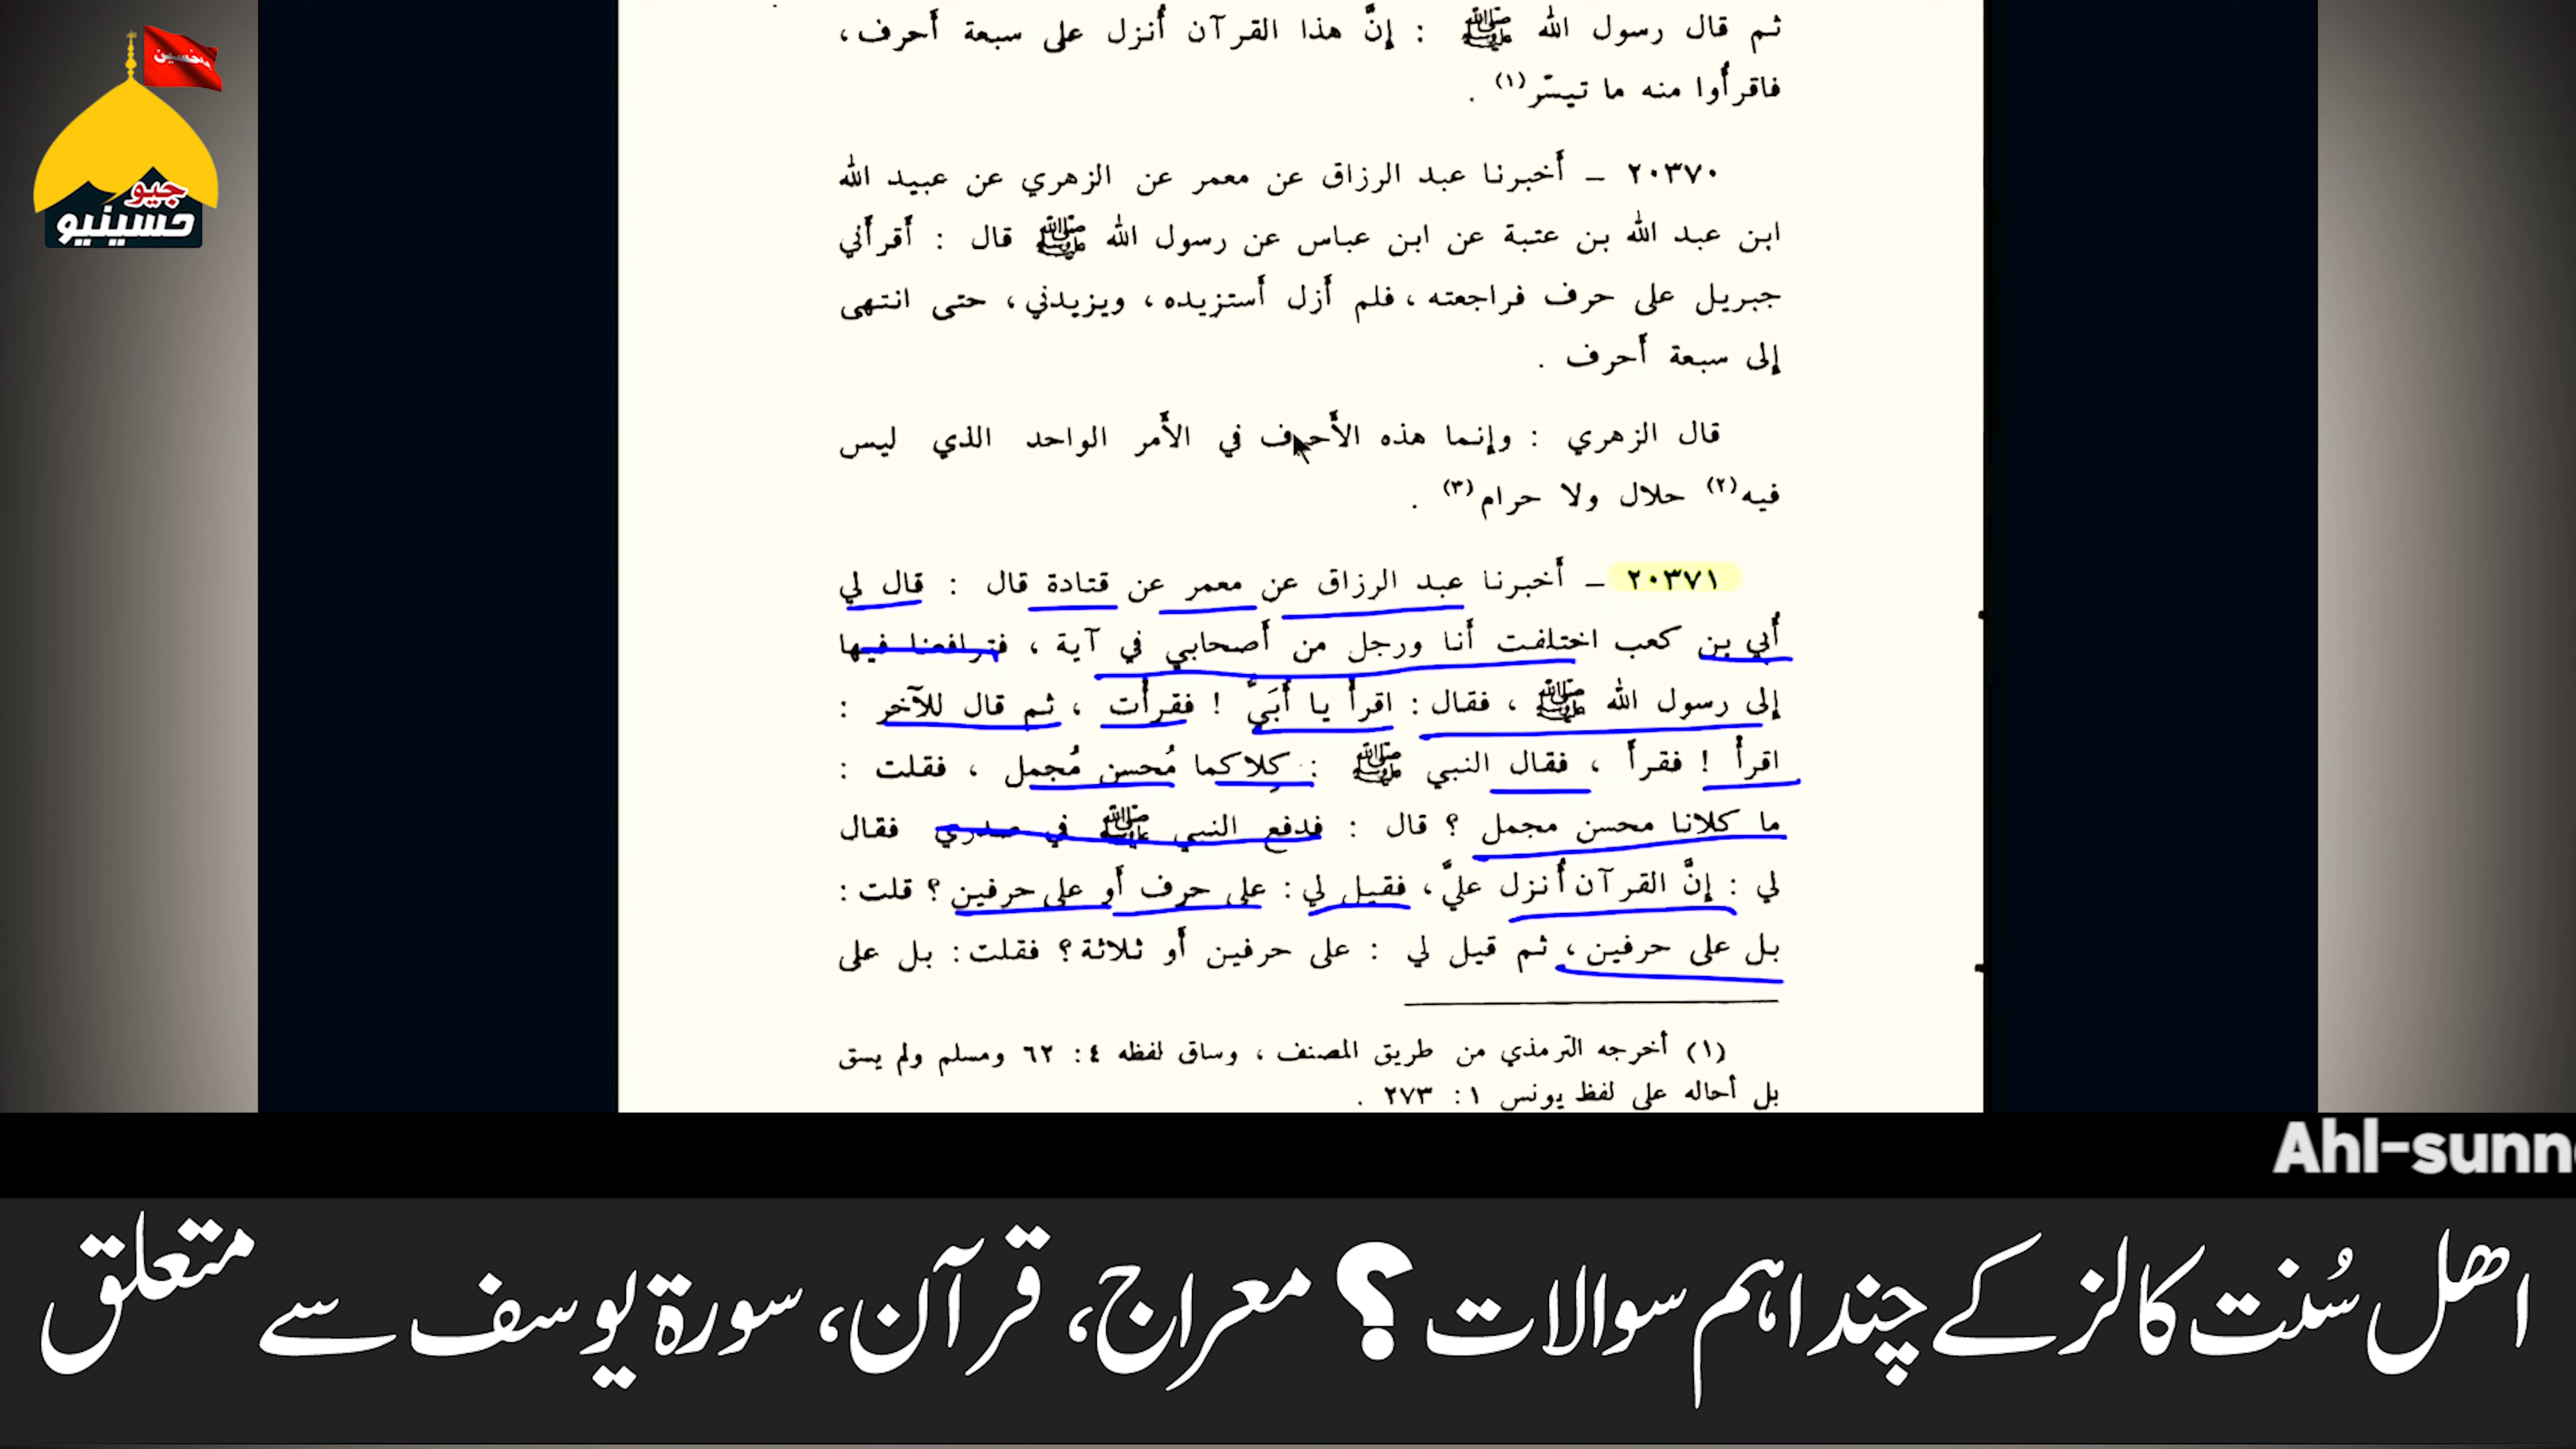 ثم قال رسول الله ﷺ : إنَّ هذا القرآن أُنزل على سبعة أحرف ،
فاقرأوا منه ما تيسّر(١) .
٢٠٣٧٠ – أخبرنا عبد الرزاق عن معمر عن الزهري عن عبيد الله
ابن عبد الله بن عتبة عن ابن عباس عن رسول الله ﷺ قال : أقرأني
جبريل على حرف فراجعته ، فلم أزل أستزيده ، ويزيدني ، حتى انتهى
إلى سبعة أحرف .
قال الزهري : وإنما هذه الأحرف في الأمر الواحد الذي ليس
فيه(٢) حلال ولا حرام(٣) .
٢٠٣٧١ – أخبرنا عبد الرزاق عن معمر عن قتادة قال : قال لي
أُبي بن كعب اختلفت أنا ورجل من أصحابي في آية ، فترافعنا فيها
إلى رسول الله ﷺ ، فقال : اقرأ يا أُبَيّ ! فقرأت ، ثم قال للآخر :
اقرأ ! فقرأ ، فقال النبي ﷺ : كِلاكما مُحسن مُجمل ، فقلت :
ما كلانا محسن مجمل ؟ قال : فدفع النبي ﷺ في صدري فقال
لي : إنَّ القرآن أُنزل عليَّ ، فقيل لي : على حرف أو على حرفين ؟ قلت :
بل على حرفين ، ثم قيل لي : على حرفين أو ثلاثة ؟ فقلت : بل على
(١) أخرجه الترمذي من طريق المصنف ، وساق لفظه ٤ : ٦٢ ومسلم ولم يسق
بل أحاله على لفظ يونس ١ : ٢٧٣ .
جیو
حسینیو
Ahl-sunn
اهل سُنت کالز کے چند اہم سوالات ؟ معراج، قرآن، سورۃ یوسف سے متعلق